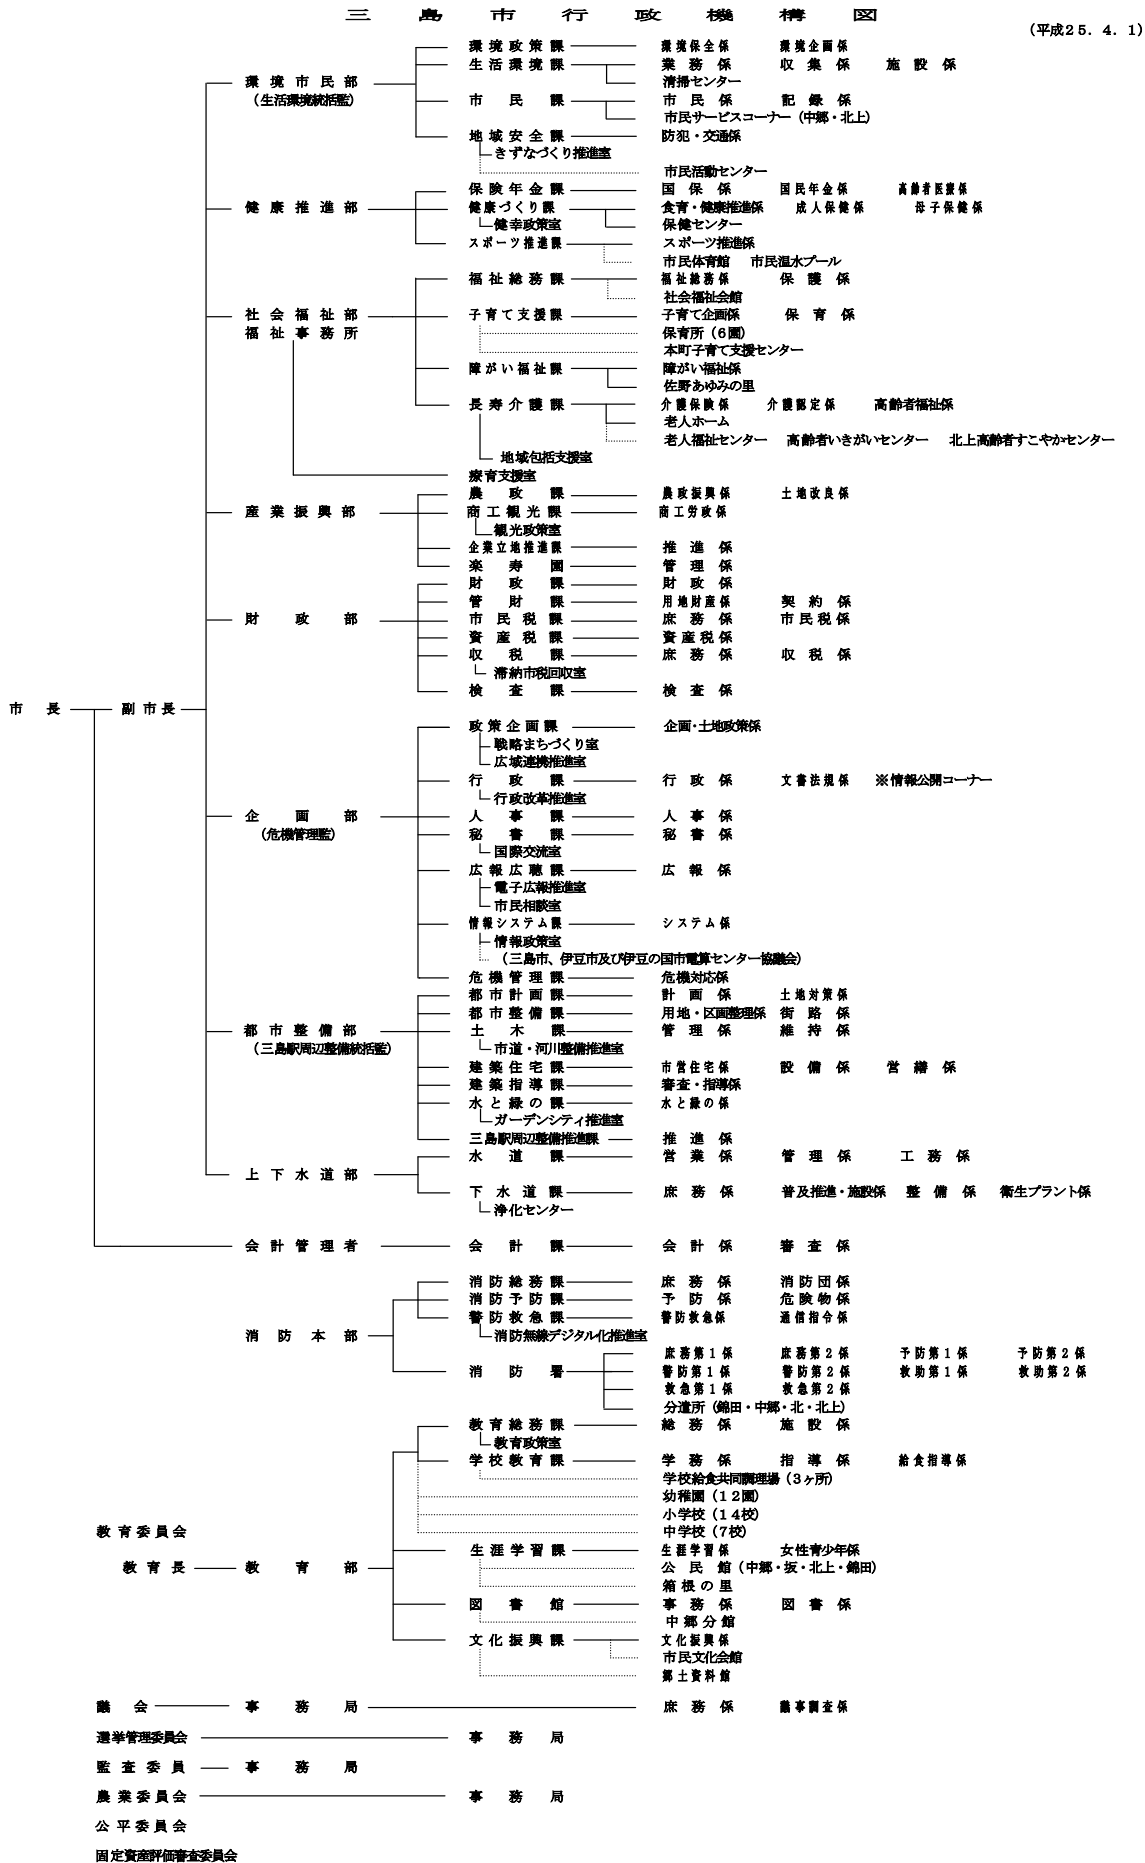 三島市行政機構図
（平成２５．４．１）
環境政策課 環境保全係 環境企画係
生活環境課 業務係 収集係 施設係
環境市民部 清掃センター
（生活環境統括監） 市民課 市民係 記録係
市民サービスコーナー（中郷・北上）
地域安全課 防犯・交通係
きずなづくり推進室
市民活動センター
保険年金課 国保係 国民年金係 高齢者医療係
健康推進部 健康づくり課 食育・健康推進係 成人保健係 母子保健係
健幸政策室 保健センター
スポーツ推進課 スポーツ推進係
市民体育館 市民温水プール
福祉総務課 福祉総務係 保護係
社会福祉会館
社会福祉部 子育て支援課 子育て企画係 保育係
福祉事務所 保育所（６園）
本町子育て支援センター
障がい福祉課 障がい福祉係
佐野あゆみの里
長寿介護課 介護保険係 介護認定係 高齢者福祉係
老人ホーム
老人福祉センター 高齢者いきがいセンター 北上高齢者すこやかセンター
地域包括支援室
療育支援室
農政課 農政振興係 土地改良係
産業振興部 商工観光課 商工労政係
観光政策室
企業立地推進課 推進係
楽寿園 管理係
財政課 財政係
管財課 用地財産係 契約係
財政部 市民税課 庶務係 市民税係
資産税課 資産税係
収税課 庶務係 収税係
滞納市税回収室
検査課 検査係
市長 副市長
政策企画課 企画・土地政策係
戦略まちづくり室
広域連携推進室
行政課 行政係 文書法規係 ※情報公開コーナー
行政改革推進室
企画部 人事課 人事係
（危機管理監） 秘書課 秘書係
国際交流室
広報広聴課 広報係
電子広報推進室
市民相談室
情報システム課 システム係
情報政策室
（三島市、伊豆市及び伊豆の国市電算センター協議会）
危機管理課 危機対応係
都市計画課 計画係 土地対策係
都市整備課 用地・区画整理係 街路係
都市整備部 土木課 管理係 維持係
（三島駅周辺整備統括監） 市道・河川整備推進室
建築住宅課 市営住宅係 設備係 営繕係
建築指導課 審査・指導係
水と緑の課 水と緑の係
ガーデンシティ推進室
三島駅周辺整備推進課 推進係
水道課 営業係 管理係 工務係
上下水道部
下水道課 庶務係 普及推進・施設係 整備係 衛生プラント係
浄化センター
会計管理者 会計課 会計係 審査係
消防総務課 庶務係 消防団係
消防予防課 予防係 危険物係
警防救急課 警防救急係 通信指令係
消防本部 消防無線デジタル化推進室
庶務第１係 庶務第２係 予防第１係 予防第２係
消防署 警防第１係 警防第２係 救助第１係 救助第２係
救急第１係 救急第２係
分遣所（錦田・中郷・北・北上）
教育総務課 総務係 施設係
教育政策室
学校教育課 学務係 指導係 給食指導係
学校給食共同調理場（３ヶ所）
幼稚園（１２園）
小学校（１４校）
教育委員会 中学校（７校）
生涯学習課 生涯学習係 女性青少年係
教育長 教育部 公民館（中郷・坂・北上・錦田）
箱根の里
図書館 事務係 図書係
中郷分館
文化振興課 文化振興係
市民文化会館
郷土資料館
議会 事務局 庶務係 議事調査係
選挙管理委員会 事務局
監査委員 事務局
農業委員会 事務局
公平委員会
固定資産評価審査委員会